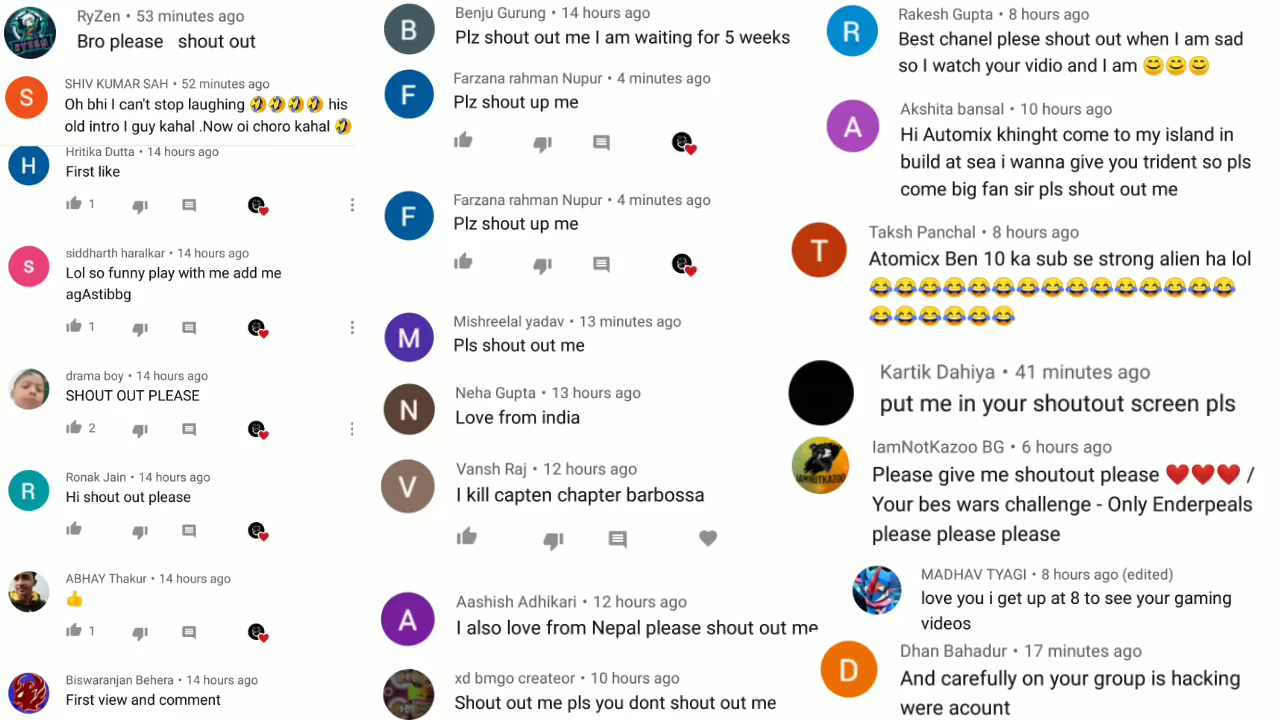 RyZen • 53 minutes ago
Bro please shout out
SHIV KUMAR SAH • 52 minutes ago
Oh bhi I can't stop laughing 🤣🤣🤣🤣 his
old intro I guy kahal .Now oi choro kahal 🤣
Hritika Dutta • 14 hours ago
First like
1
siddharth haralkar • 14 hours ago
Lol so funny play with me add me
agAstibbg
1
drama boy • 14 hours ago
SHOUT OUT PLEASE
2
Ronak Jain • 14 hours ago
Hi shout out please
ABHAY Thakur • 14 hours ago
👍
1
Biswaranjan Behera • 14 hours ago
First view and comment
Benju Gurung • 14 hours ago
Plz shout out me I am waiting for 5 weeks
Farzana rahman Nupur • 4 minutes ago
Plz shout up me
Farzana rahman Nupur • 4 minutes ago
Plz shout up me
Mishreelal yadav • 13 minutes ago
Pls shout out me
Neha Gupta • 13 hours ago
Love from india
Vansh Raj • 12 hours ago
I kill capten chapter barbossa
Aashish Adhikari • 12 hours ago
I also love from Nepal please shout out me
xd bmgo createor • 10 hours ago
Shout out me pls you dont shout out me
Rakesh Gupta • 8 hours ago
Best chanel plese shout out when I am sad
so I watch your vidio and I am 😊😊😊
Akshita bansal • 10 hours ago
Hi Automix khinght come to my island in
build at sea i wanna give you trident so pls
come big fan sir pls shout out me
Taksh Panchal • 8 hours ago
Atomicx Ben 10 ka sub se strong alien ha lol
😂😂😂😂😂😂😂😂😂😂😂😂😂😂😂
😂😂😂😂😂😂
Kartik Dahiya • 41 minutes ago
put me in your shoutout screen pls
IamNotKazoo BG • 6 hours ago
Please give me shoutout please ❤️❤️❤️ /
Your bes wars challenge - Only Enderpeals
please please please
MADHAV TYAGI • 8 hours ago (edited)
love you i get up at 8 to see your gaming
videos
Dhan Bahadur • 17 minutes ago
And carefully on your group is hacking
were acount